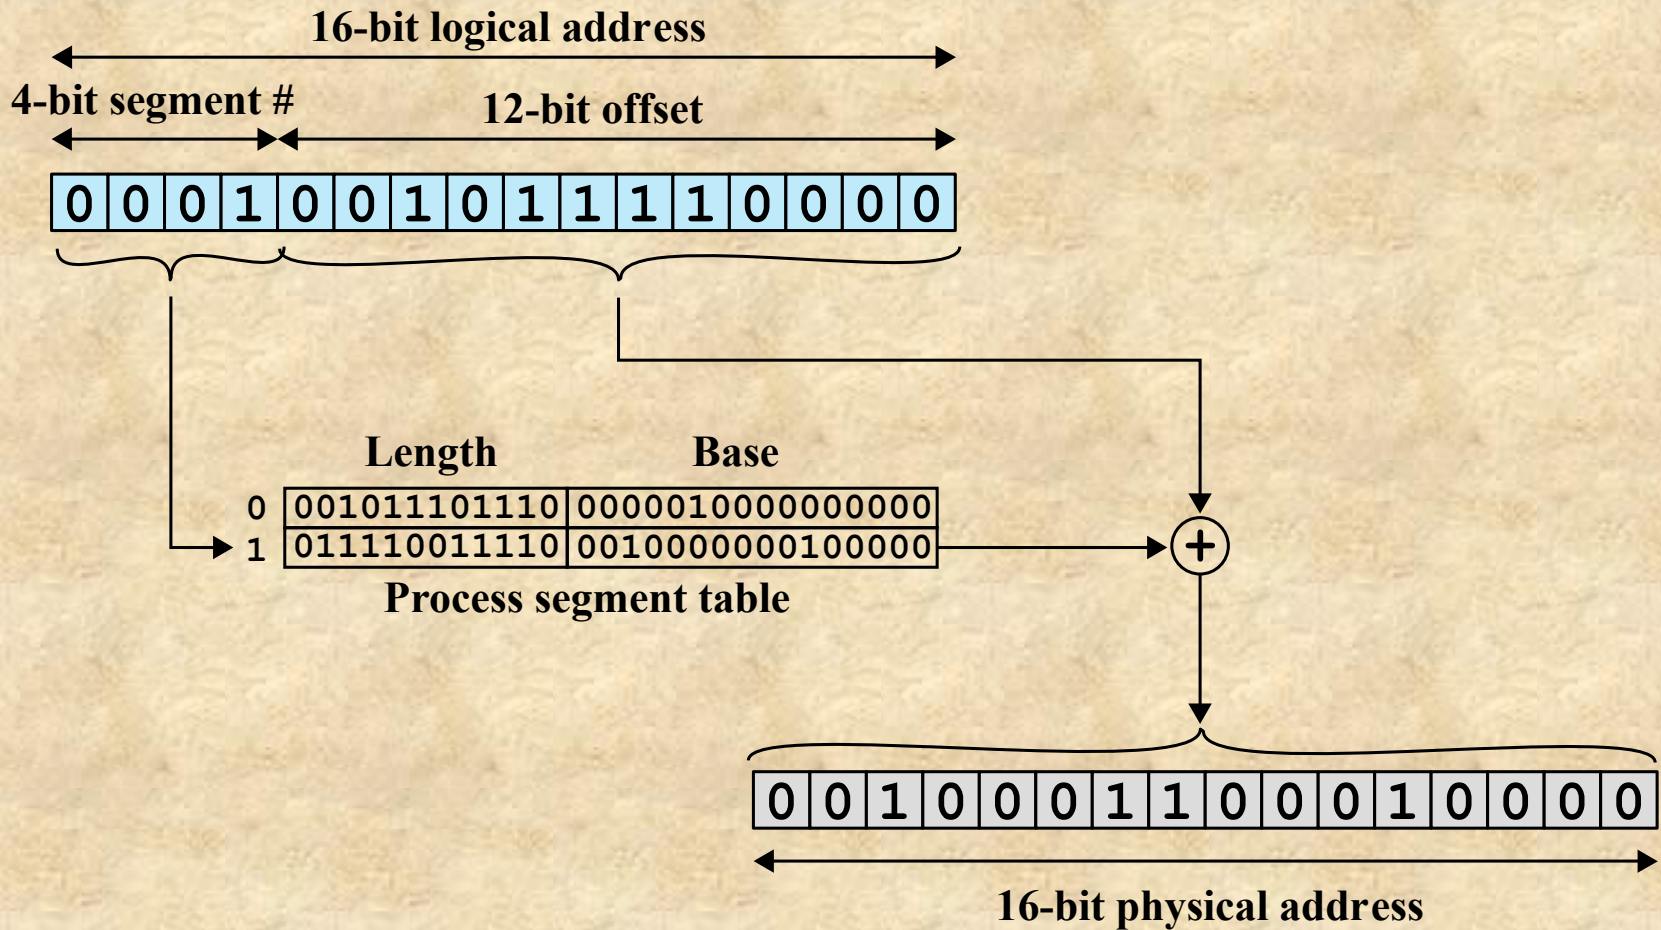 16-bit logical address
4-bit segment # 12-bit offset
0 0 0 1 0 0 1 0 1 1 1 1 0 0 0 0
Length Base
0 001011101110 0000010000000000
1 011110011110 0010000000100000
+
Process segment table
0 0 1 0 0 0 1 1 0 0 0 1 0 0 0 0
16-bit physical address